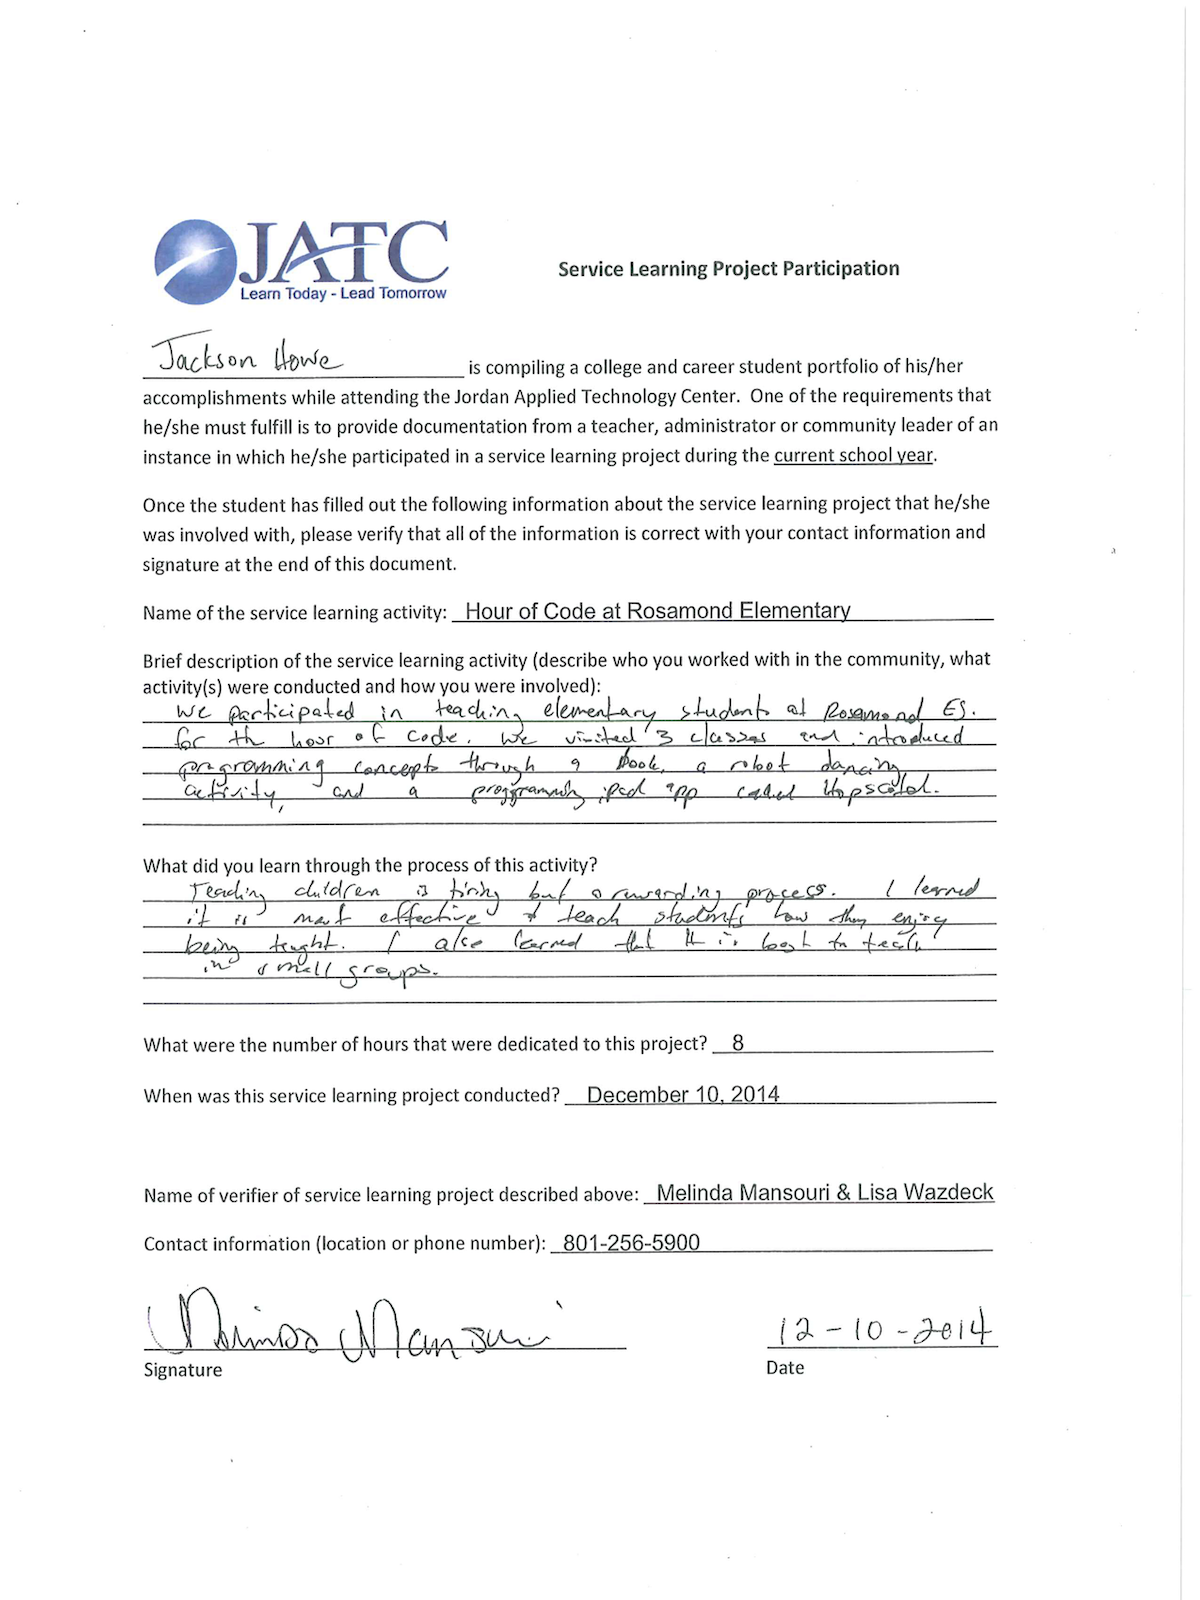 JATC
Learn Today - Lead Tomorrow
Service Learning Project Participation
Jackson Howe is compiling a college and career student portfolio of his/her
accomplishments while attending the Jordan Applied Technology Center. One of the requirements that
he/she must fulfill is to provide documentation from a teacher, administrator or community leader of an
instance in which he/she participated in a service learning project during the current school year.
Once the student has filled out the following information about the service learning project that he/she
was involved with, please verify that all of the information is correct with your contact information and
signature at the end of this document.
Name of the service learning activity: Hour of Code at Rosamond Elementary
Brief description of the service learning activity (describe who you worked with in the community, what
activity(s) were conducted and how you were involved):
We participated in teaching elementary students at Rosamond ES.
for th hour of code. We visited 3 classes and introduced
programming concepts through a book, a robot dancing
activity, and a proggramming ipad app called Hopscotch.
What did you learn through the process of this activity?
Teaching children is tiring but a rewarding process. I learned
it is most effective to teach students how they enjoy
being taught. I also learned that it is best to teach
in small groups.
What were the number of hours that were dedicated to this project? 8
When was this service learning project conducted? December 10, 2014
Name of verifier of service learning project described above: Melinda Mansouri & Lisa Wazdeck
Contact information (location or phone number): 801-256-5900
Mansouri 12-10-2014
Signature Date